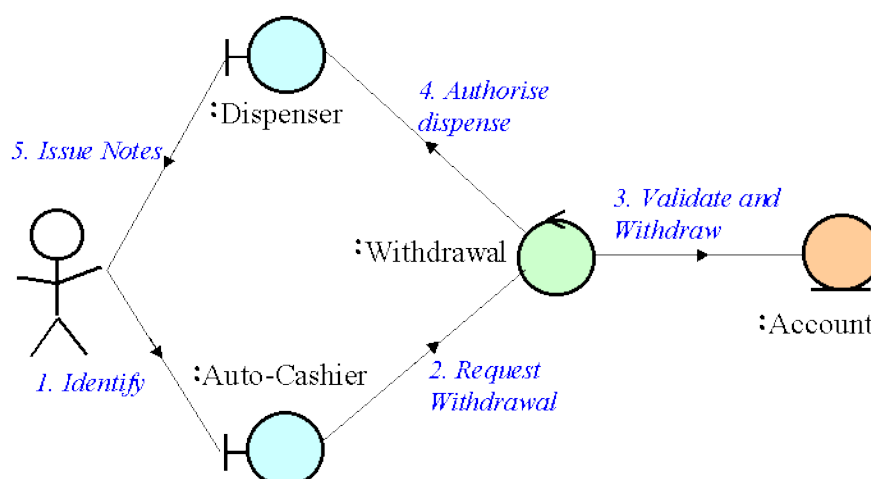 4. Authorise
dispense
:Dispenser
5. Issue Notes
3. Validate and
Withdraw
:Withdrawal
:Account
:Auto-Cashier
2. Request
Withdrawal
1. Identify